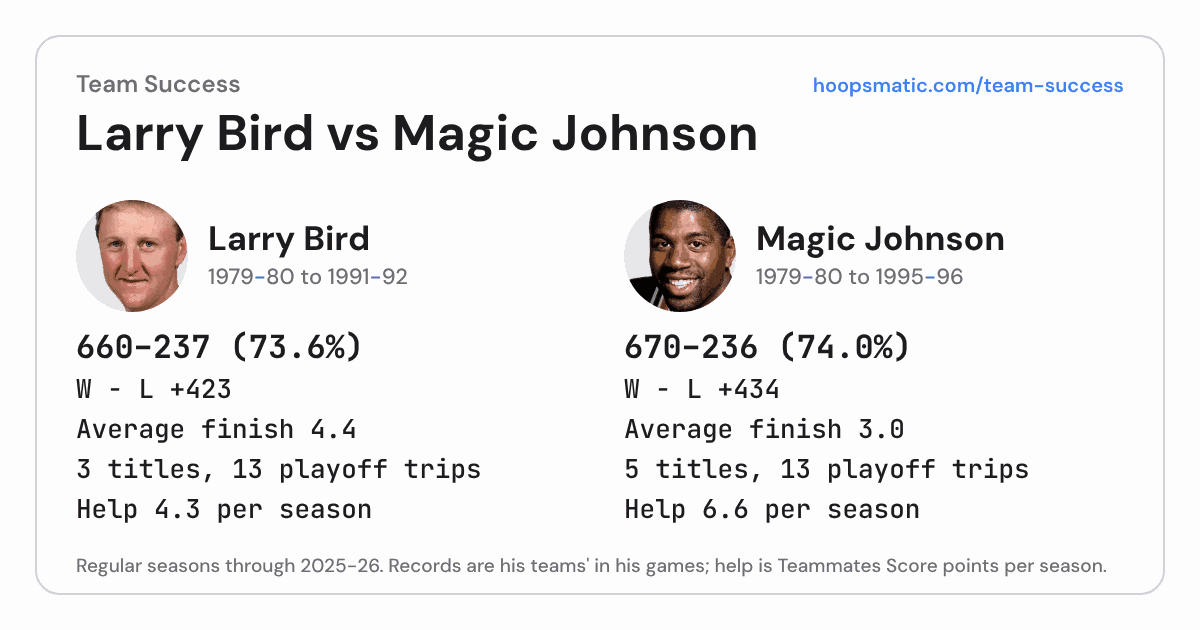 Team Success
hoopsmatic.com/team-success
Larry Bird vs Magic Johnson
Larry Bird
1979–80 to 1991–92
660–237 (73.6%)
W - L +423
Average finish 4.4
3 titles, 13 playoff trips
Help 4.3 per season
Magic Johnson
1979–80 to 1995–96
670–236 (74.0%)
W - L +434
Average finish 3.0
5 titles, 13 playoff trips
Help 6.6 per season
Regular seasons through 2025–26. Records are his teams' in his games; help is Teammates Score points per season.